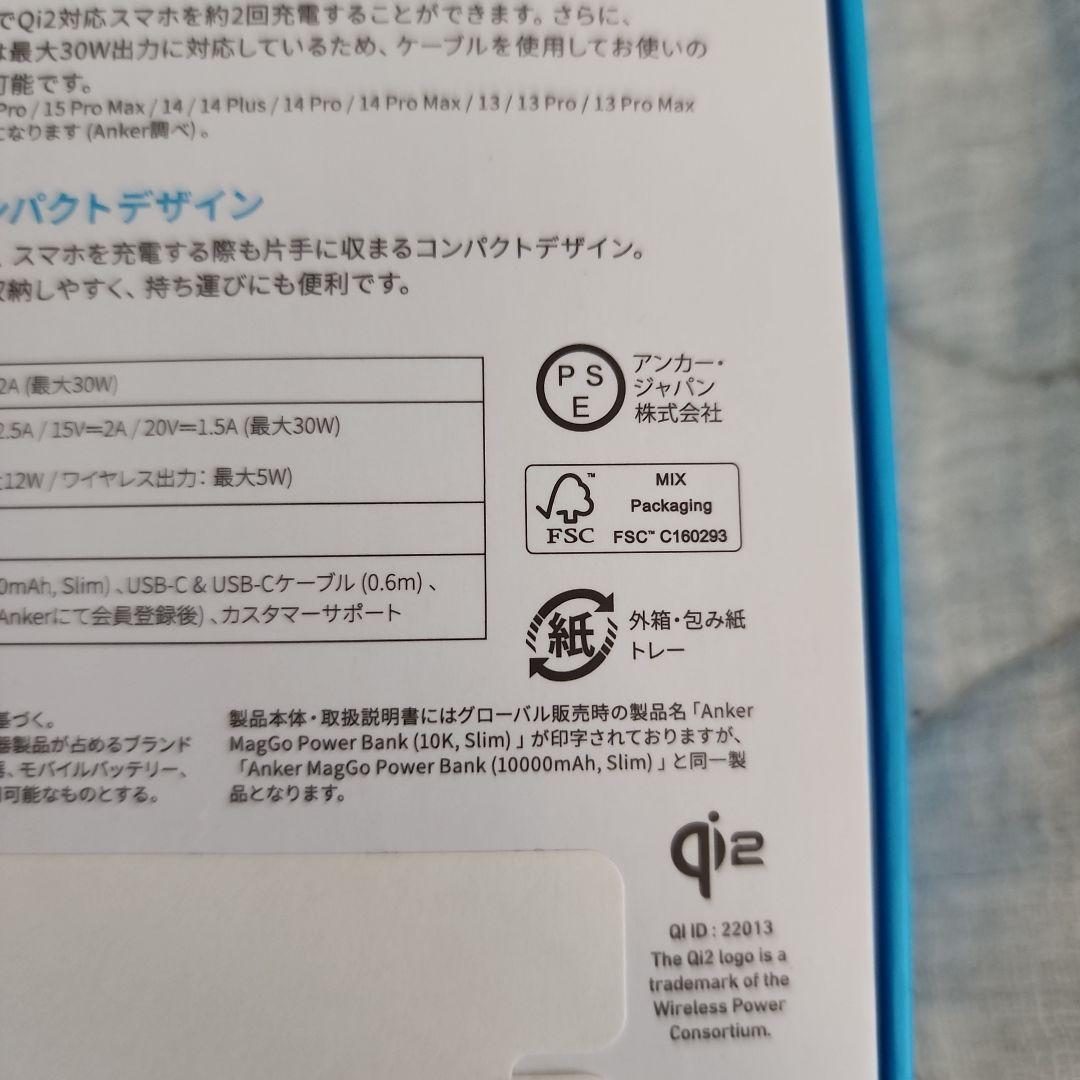 でQi2対応スマホを約2回充電することができます。さらに、
は最大30W出力に対応しているため、ケーブルを使用してお使いの
可能です。
Pro / 15 Pro Max / 14 / 14 Plus / 14 Pro / 14 Pro Max / 13 / 13 Pro / 13 Pro Max
になります (Anker調べ) 。
ンパクトデザイン
、スマホを充電する際も片手に収まるコンパクトデザイン。
収納しやすく、持ち運びにも便利です。
2A (最大30W)
2.5A / 15V⎓2A / 20V⎓1.5A (最大30W)
大12W / ワイヤレス出力: 最大5W)
0mAh, Slim) 、USB-C & USB-Cケーブル (0.6m) 、
Ankerにて会員登録後) 、カスタマーサポート
P S
E
アンカー・
ジャパン
株式会社
FSC
™
MIX
Packaging
FSC™ C160293
紙
外箱・包み紙
トレー
基づく。
器製品が占めるブランド
、モバイルバッテリー、
可能なものとする。
製品本体・取扱説明書にはグローバル販売時の製品名「Anker
MagGo Power Bank (10K, Slim) 」が印字されておりますが、
「Anker MagGo Power Bank (10000mAh, Slim) 」と同一製
品となります。
Qi2
QI ID : 22013
The Qi2 logo is a
trademark of the
Wireless Power
Consortium.